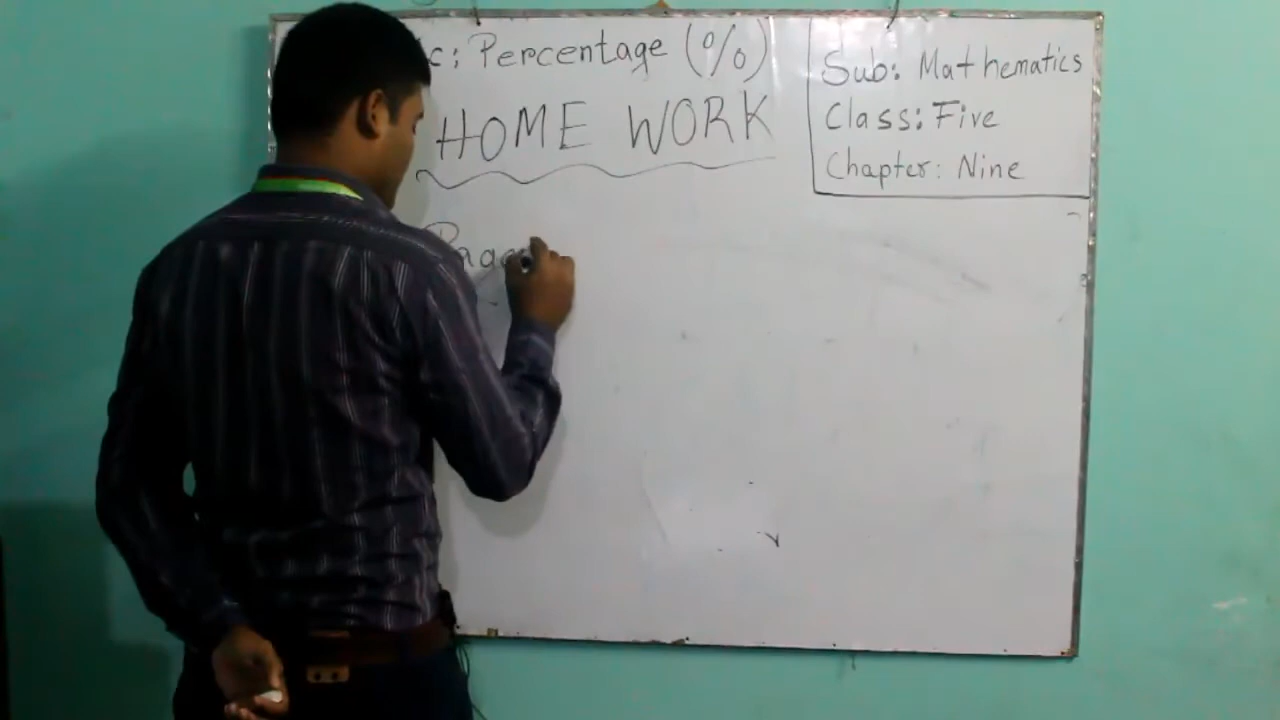 c: Percentage (%)
HOME WORK
Sub: Mathematics
Class: Five
Chapter: Nine